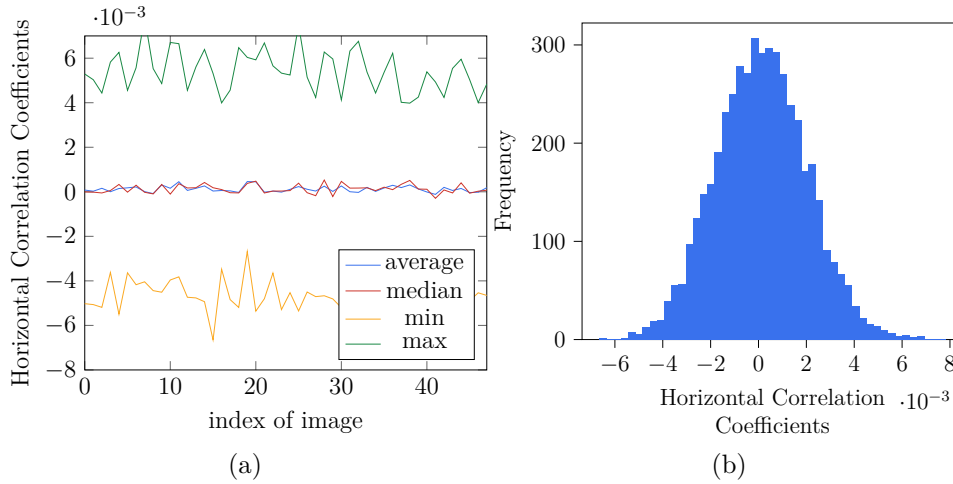 ·10−3
Horizontal Correlation Coefficients
6
4
2
0
−2
−4
−6
−8
average
median
min
max
0
10
20
30
40
index of image
(a)
Frequency
300
200
100
0
−6
−4
−2
0
2
4
6
8
Horizontal Correlation
Coefficients
·10−3
(b)